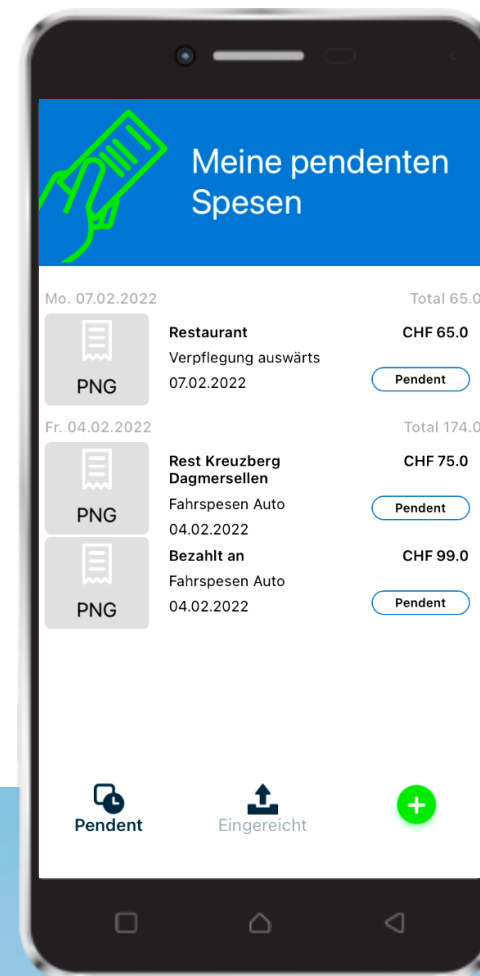 Meine pendenten
Spesen
Mo. 07.02.2022 Total 65.0
Restaurant CHF 65.0
Verpflegung auswärts
PNG 07.02.2022 Pendent
Fr. 04.02.2022 Total 174.0
Rest Kreuzberg CHF 75.0
Dagmersellen
Fahrspesen Auto
PNG 04.02.2022 Pendent
Bezahlt an CHF 99.0
Fahrspesen Auto
PNG 04.02.2022 Pendent
Pendent Eingereicht